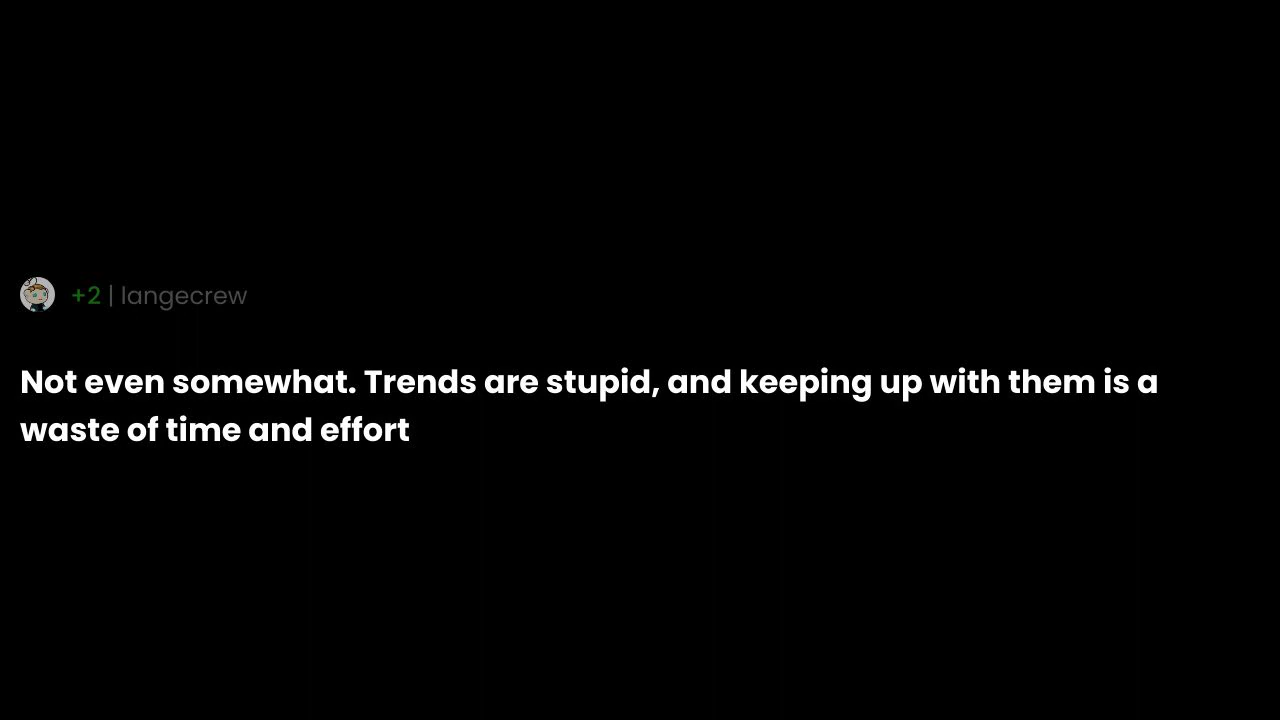 +2 | langecrew
Not even somewhat. Trends are stupid, and keeping up with them is a
waste of time and effort